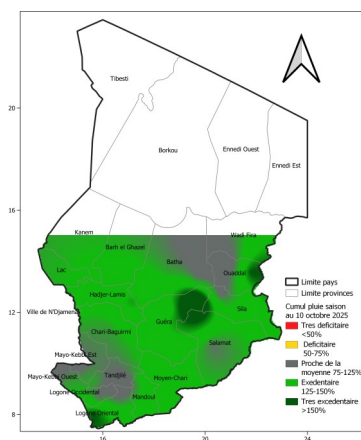 Tibesti
20
Borkou
Ennedi Ouest
Ennedi Est
16
Kanem
Wadi Fira
Barh el Ghazel
Batha
Lac
Ouaddai
Limite pays
Limite provinces
Hadjer-Lamis
Cumul pluie saison
au 10 octobre 2025
12
Ville de N'Djamena
Guéra
Sila
Tres deficitaire
<50%
Chari-Baguirmi
Deficitaire
50-75%
Salamat
Mayo-Kebbi Est
Proche de la
moyenne 75-125%
Mayo-Kebbi Ouest
Tandjilé
Moyen-Chari
Exedentaire
125-150%
Logone Occidental
Mandoul
Tres excedentaire
>150%
Logone Oriental
8
16
20
24